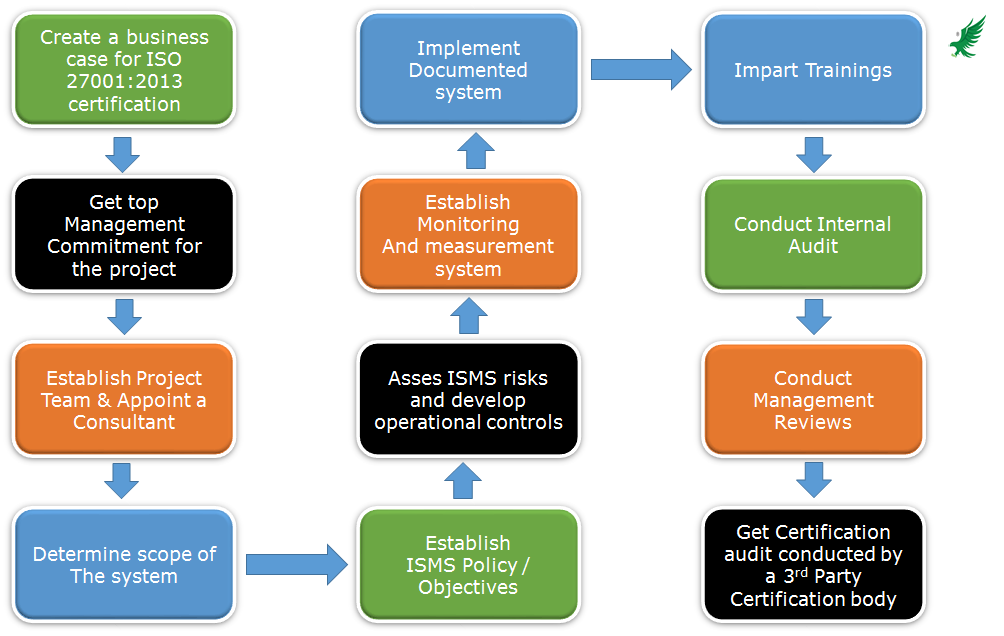 Create a business
case for ISO
27001:2013
certification
Get top
Management
Commitment for
the project
Establish Project
Team & Appoint a
Consultant
Determine scope of
The system
Establish
ISMS Policy /
Objectives
Asses ISMS risks
and develop
operational controls
Establish
Monitoring
And measurement
system
Implement
Documented
system
Impart Trainings
Conduct Internal
Audit
Conduct
Management
Reviews
Get Certification
audit conducted by
a 3rd Party
Certification body